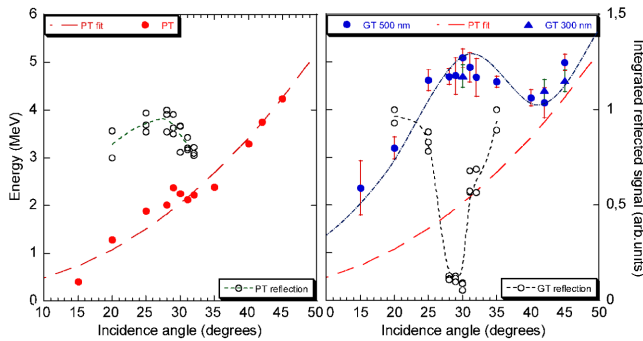 PT fit PT
GT 500 nm PT fit GT 300 nm
6
5
4
3
2
1
0
Energy (MeV)
PT reflection
10 15 20 25 30 35 40 45 50
Incidence angle (degrees)
GT reflection
10 15 20 25 30 35 40 45 50
Incidence angle (degrees)
1,5
1
0,5
0
Integrated reflected signal (arb.units)